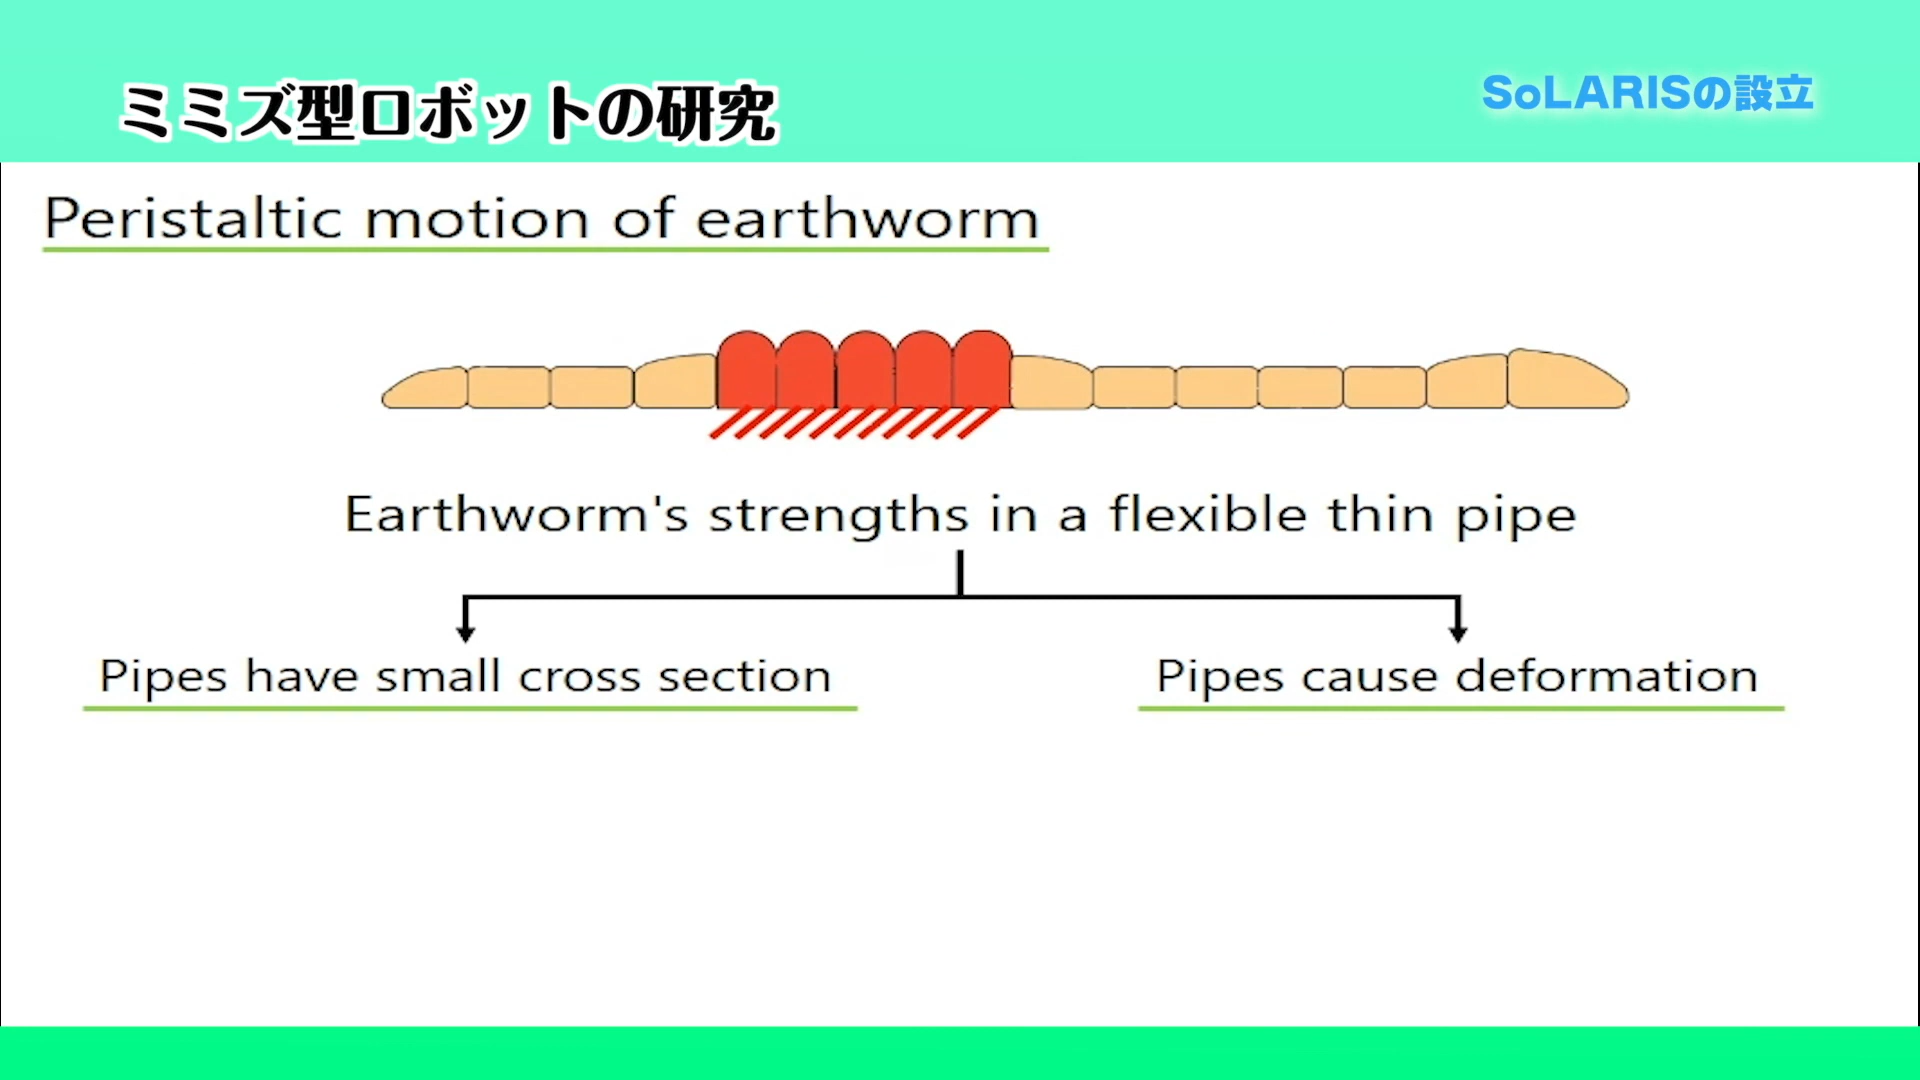 ミミズ型ロボットの研究
SoLARISの設立
Peristaltic motion of earthworm
Earthworm's strengths in a flexible thin pipe
Pipes have small cross section
Pipes cause deformation